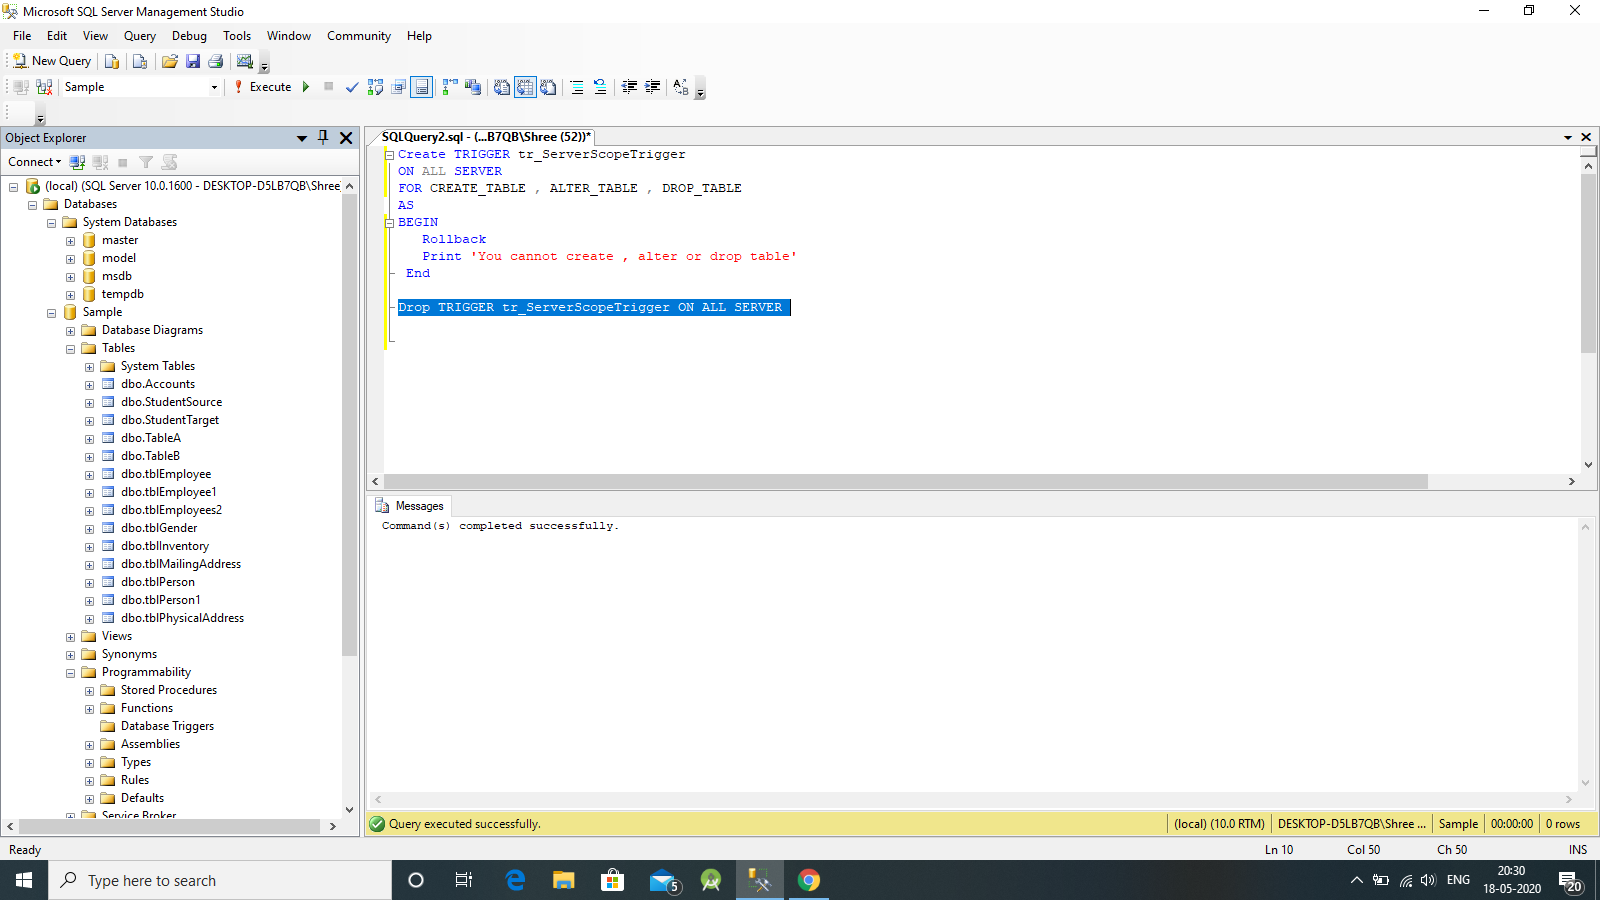 Microsoft SQL Server Management Studio
File Edit View Query Debug Tools Window Community Help
New Query
Sample Execute
Object Explorer
Connect
(local) (SQL Server 10.0.1600 - DESKTOP-D5LB7QB\Shree
Databases
System Databases
master
model
msdb
tempdb
Sample
Database Diagrams
Tables
System Tables
dbo.Accounts
dbo.StudentSource
dbo.StudentTarget
dbo.TableA
dbo.TableB
dbo.tblEmployee
dbo.tblEmployee1
dbo.tblEmployees2
dbo.tblGender
dbo.tblInventory
dbo.tblMailingAddress
dbo.tblPerson
dbo.tblPerson1
dbo.tblPhysicalAddress
Views
Synonyms
Programmability
Stored Procedures
Functions
Database Triggers
Assemblies
Types
Rules
Defaults
Service Broker
SQLQuery2.sql - (...B7QB\Shree (52))*
Create TRIGGER tr_ServerScopeTrigger
ON ALL SERVER
FOR CREATE_TABLE , ALTER_TABLE , DROP_TABLE
AS
BEGIN
Rollback
Print 'You cannot create , alter or drop table'
End
Drop TRIGGER tr_ServerScopeTrigger ON ALL SERVER
Messages
Command(s) completed successfully.
Query executed successfully. (local) (10.0 RTM) DESKTOP-D5LB7QB\Shree ... Sample 00:00:00 0 rows
Ready Ln 10 Col 50 Ch 50 INS
Type here to search 5 ENG 20:30 20
18-05-2020